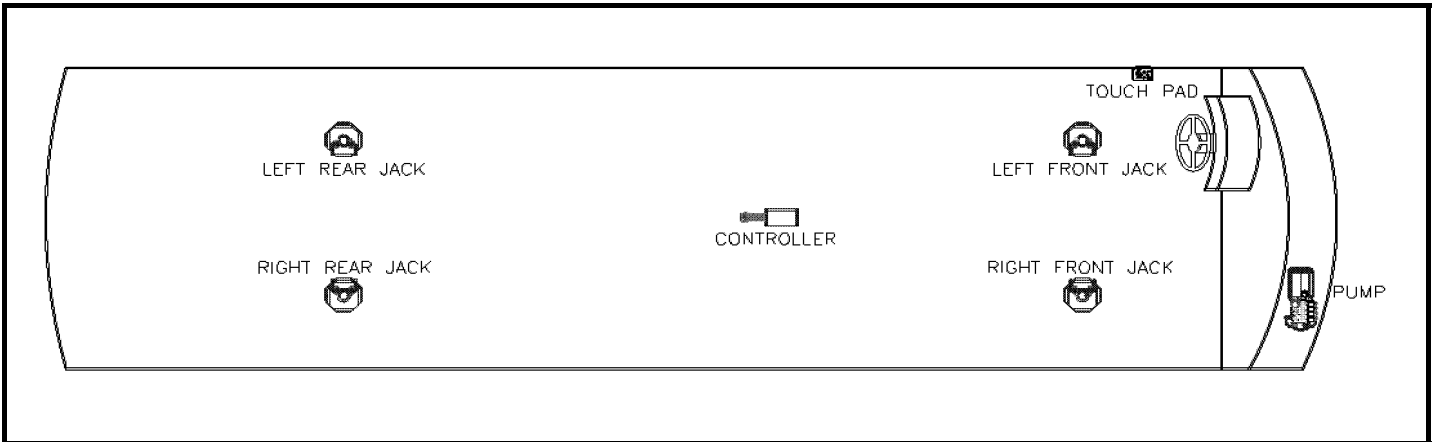 TOUCH PAD
LEFT REAR JACK
LEFT FRONT JACK
CONTROLLER
RIGHT REAR JACK
RIGHT FRONT JACK
PUMP